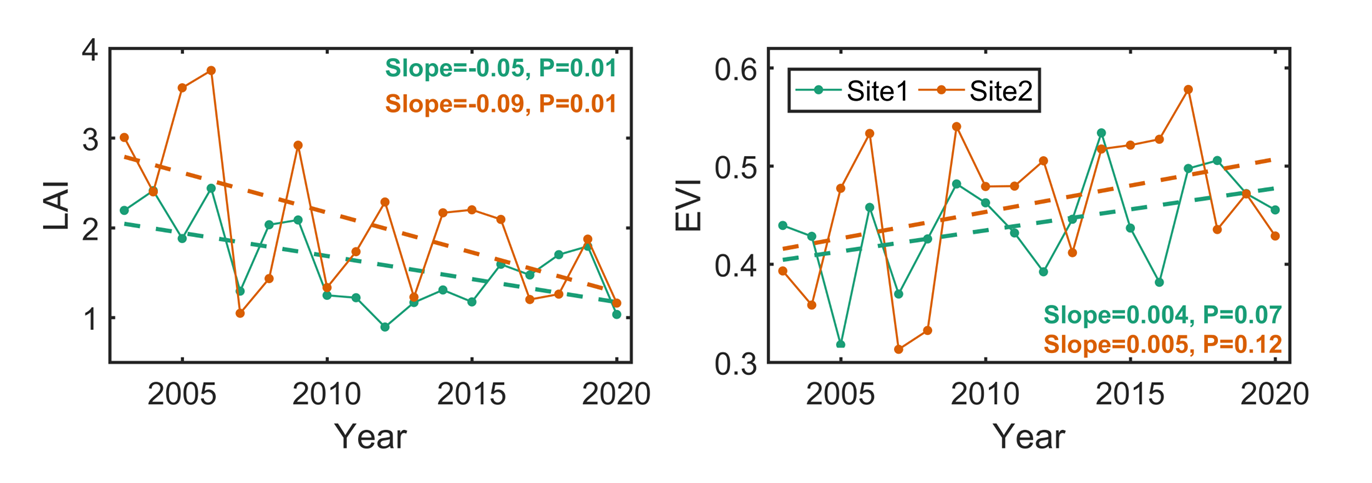 4
3
2
1
LAI
Slope=-0.05, P=0.01
Slope=-0.09, P=0.01
2005 2010 2015 2020
Year
0.6
0.5
0.4
0.3
EVI
Site1 Site2
Slope=0.004, P=0.07
Slope=0.005, P=0.12
2005 2010 2015 2020
Year